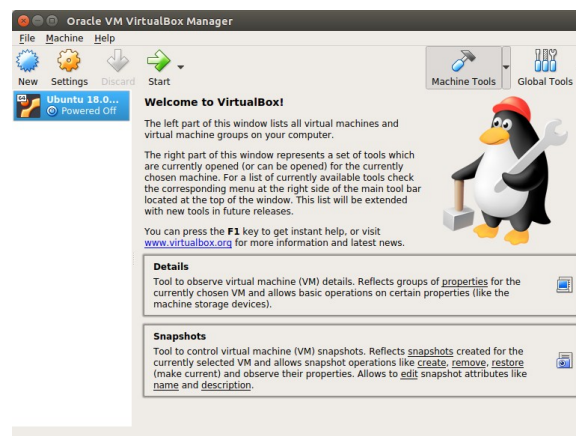 Oracle VM VirtualBox Manager
File Machine Help
New Settings Discard Start Machine Tools Global Tools
64
Ubuntu 18.0...
Powered Off
Welcome to VirtualBox!
The left part of this window lists all virtual machines and
virtual machine groups on your computer.
The right part of this window represents a set of tools which
are currently opened (or can be opened) for the currently
chosen machine. For a list of currently available tools check
the corresponding menu at the right side of the main tool bar
located at the top of the window. This list will be extended
with new tools in future releases.
You can press the F1 key to get instant help, or visit
www.virtualbox.org for more information and latest news.
Details
Tool to observe virtual machine (VM) details. Reflects groups of properties for the
currently chosen VM and allows basic operations on certain properties (like the
machine storage devices).
Snapshots
Tool to control virtual machine (VM) snapshots. Reflects snapshots created for the
currently selected VM and allows snapshot operations like create, remove, restore
(make current) and observe their properties. Allows to edit snapshot attributes like
name and description.